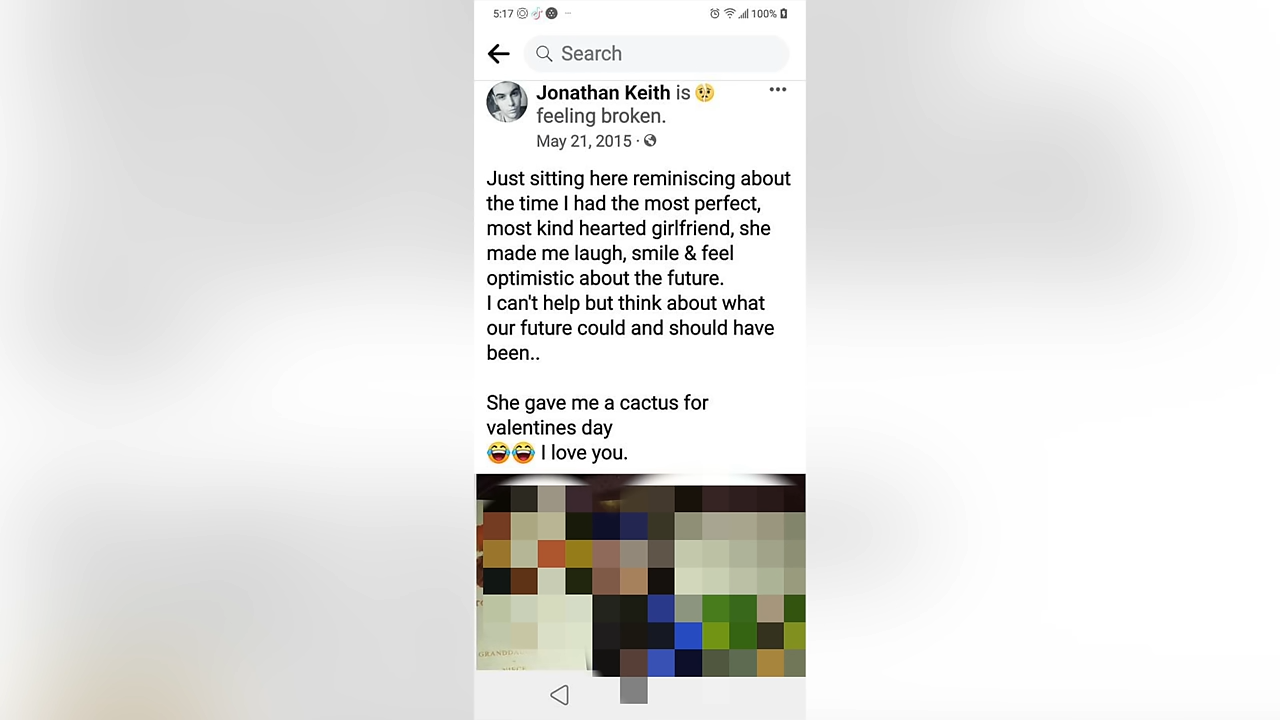 5:17 100%
Search
Jonathan Keith is
feeling broken.
May 21, 2015 ·
Just sitting here reminiscing about
the time I had the most perfect,
most kind hearted girlfriend, she
made me laugh, smile & feel
optimistic about the future.
I can't help but think about what
our future could and should have
been..
She gave me a cactus for
valentines day
😂😂 I love you.